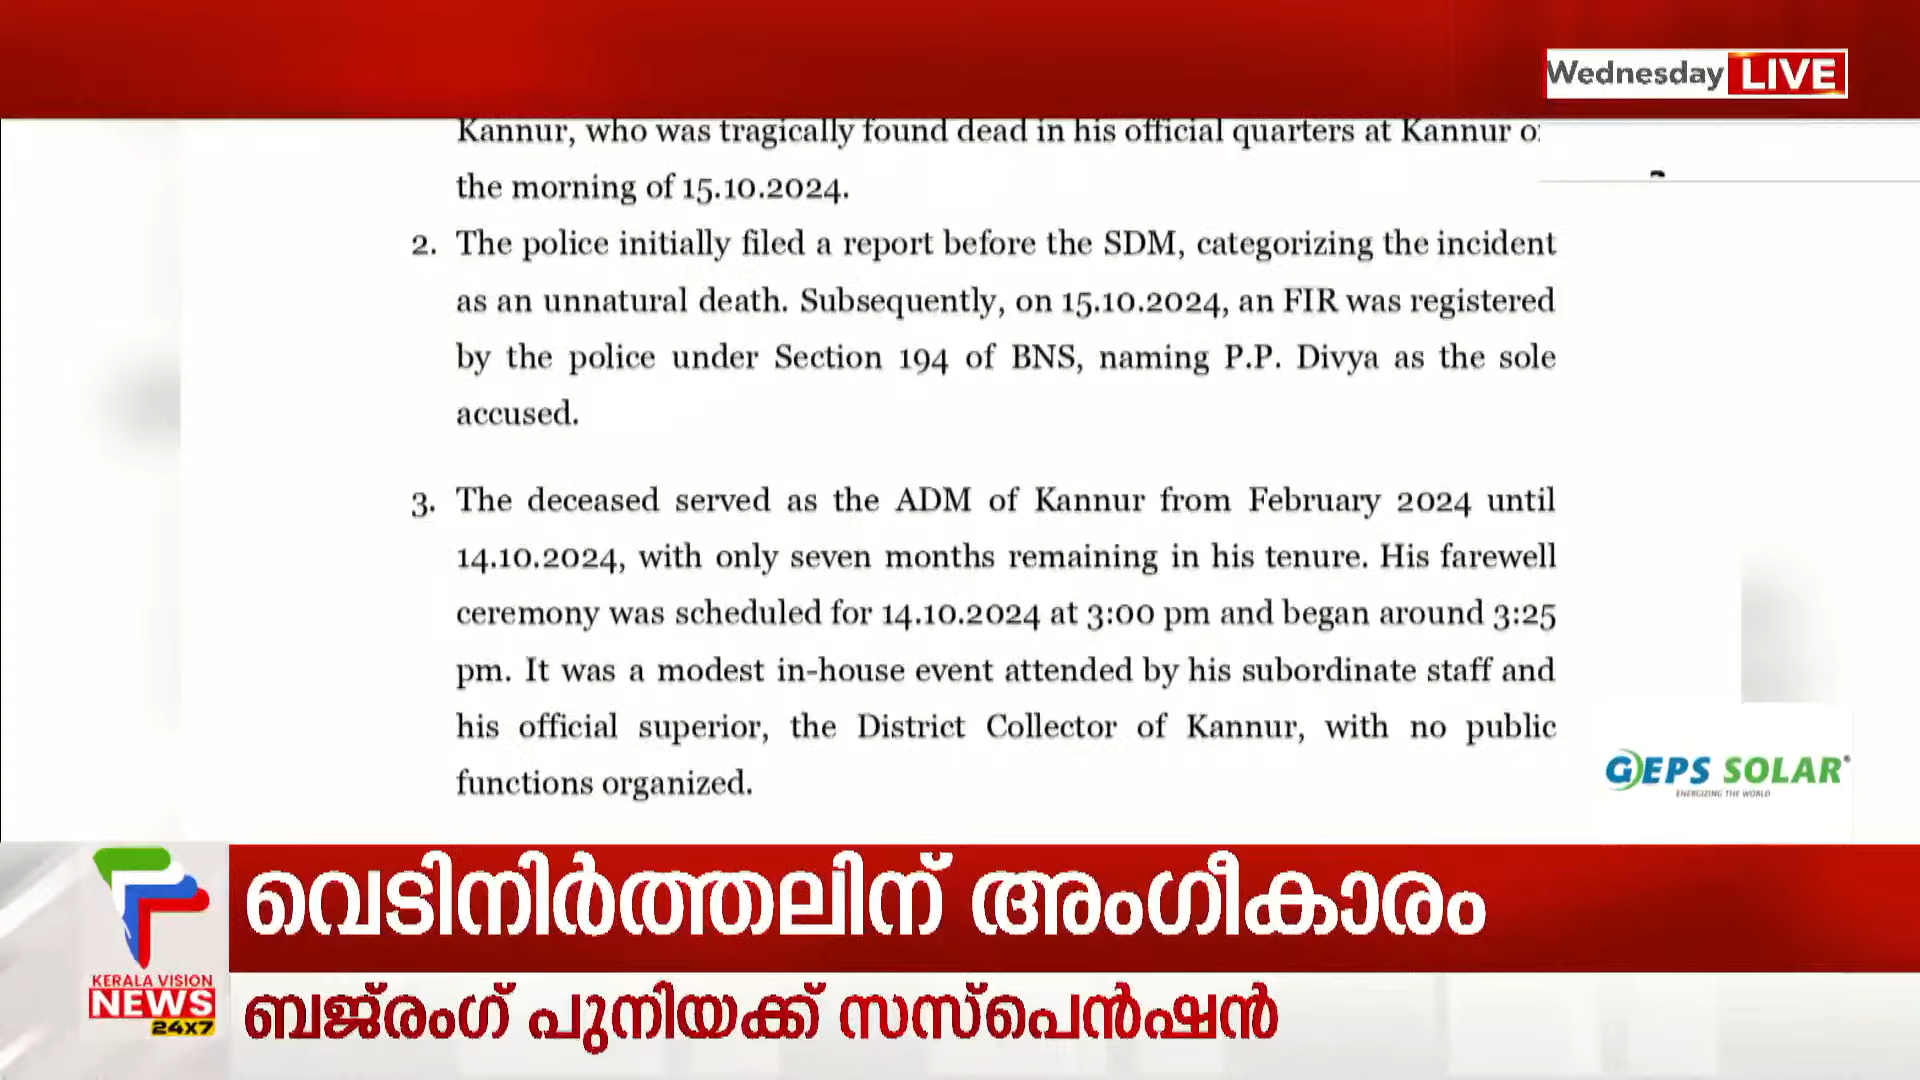 Wednesday LIVE
Kannur, who was tragically found dead in his official quarters at Kannur
the morning of 15.10.2024.
2. The police initially filed a report before the SDM, categorizing the incident
as an unnatural death. Subsequently, on 15.10.2024, an FIR was registered
by the police under Section 194 of BNS, naming P.P. Divya as the sole
accused.
3. The deceased served as the ADM of Kannur from February 2024 until
14.10.2024, with only seven months remaining in his tenure. His farewell
ceremony was scheduled for 14.10.2024 at 3:00 pm and began around 3:25
pm. It was a modest in-house event attended by his subordinate staff and
his official superior, the District Collector of Kannur, with no public
functions organized.
GEPS SOLAR®
ENERGIZING THE WORLD
വെടിനിർത്തലിന് അംഗീകാരം
KERALA VISION
NEWS
24x7
ബജ്‌രംഗ് പുനിയക്ക് സസ്പെൻഷൻ